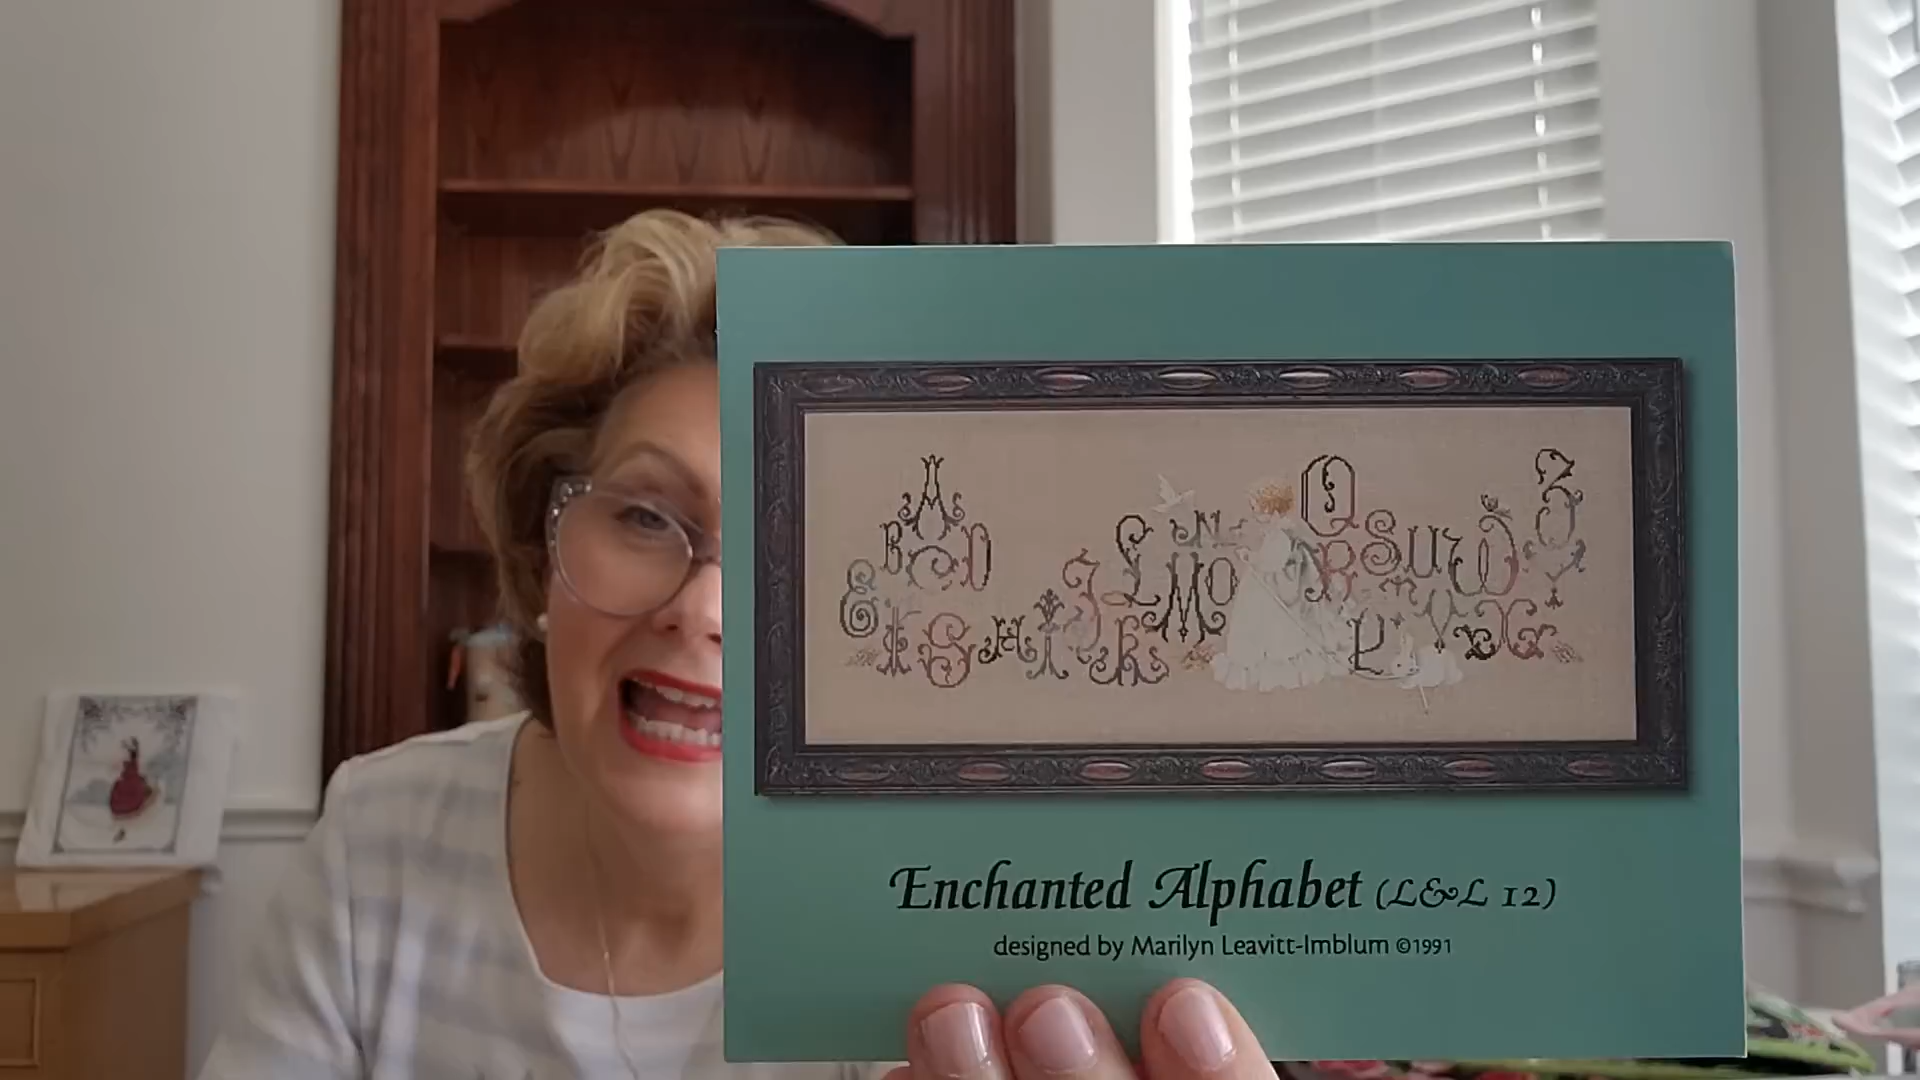 A
B C D
E F G H I J K L M N O P Q R S T U V W X Y Z
Enchanted Alphabet (L&L 12)
designed by Marilyn Leavitt-Imblum ©1991